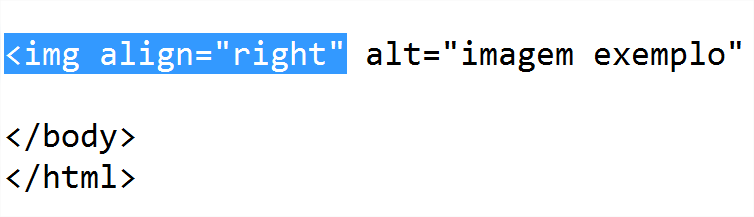 <img align="right" alt="imagem exemplo"
</body>
</html>